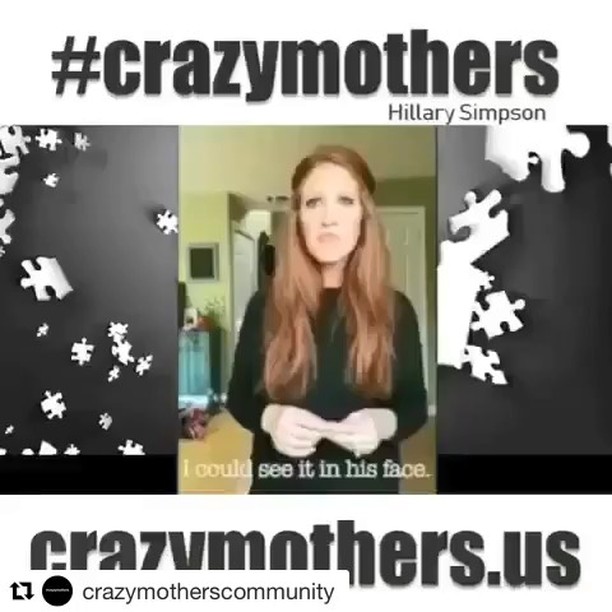 #crazymothers
Hillary Simpson
I could see it in his face.
crazymothers.us
crazymotherscommunity